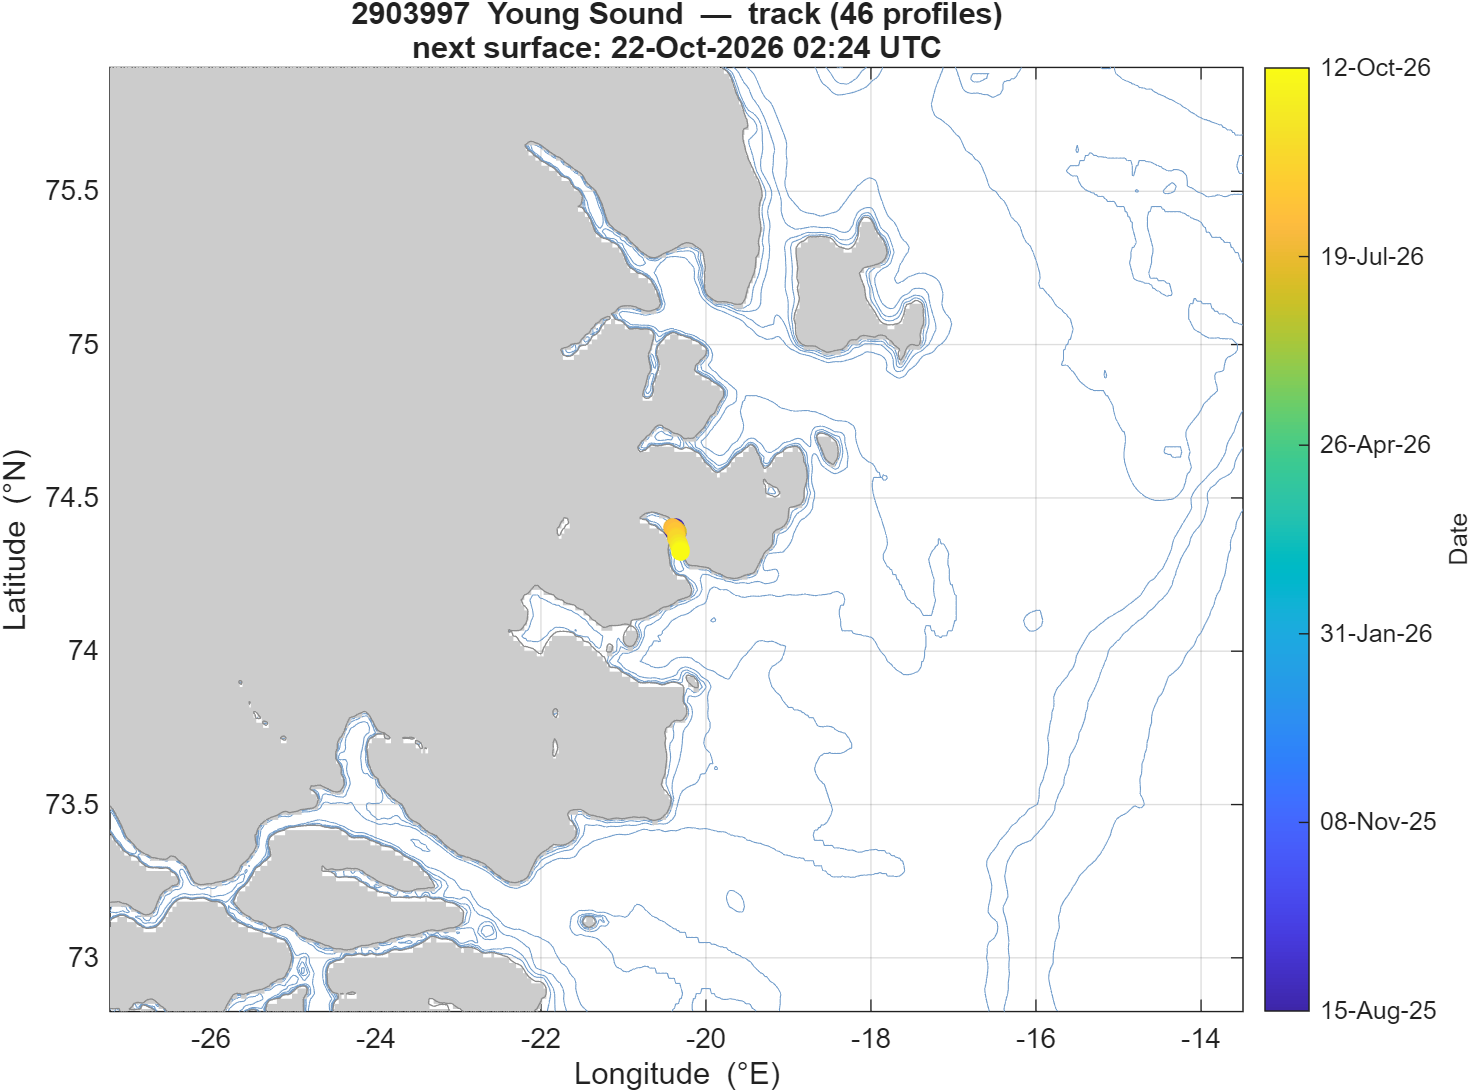 2903997  Young Sound  —  track (46 profiles)
next surface: 22-Oct-2026 02:24 UTC
12-Oct-26
75.5
19-Jul-26
75
26-Apr-26
74.5
Latitude (°N)
Date
31-Jan-26
74
08-Nov-25
73.5
73
15-Aug-25
-26
-24
-22
-20
-18
-16
-14
Longitude (°E)